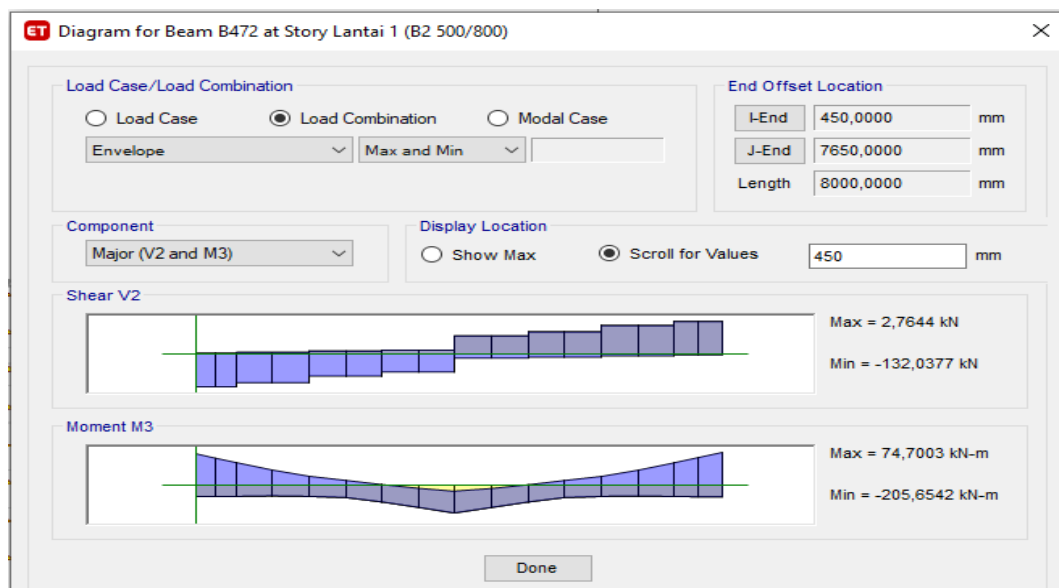 ET Diagram for Beam B472 at Story Lantai 1 (B2 500/800)
Load Case/Load Combination
Load Case Load Combination Modal Case
Envelope Max and Min
End Offset Location
I-End 450,0000 mm
J-End 7650,0000 mm
Length 8000,0000 mm
Component
Major (V2 and M3)
Display Location
Show Max Scroll for Values 450 mm
Shear V2
Max = 2,7644 kN
Min = -132,0377 kN
Moment M3
Max = 74,7003 kN-m
Min = -205,6542 kN-m
Done